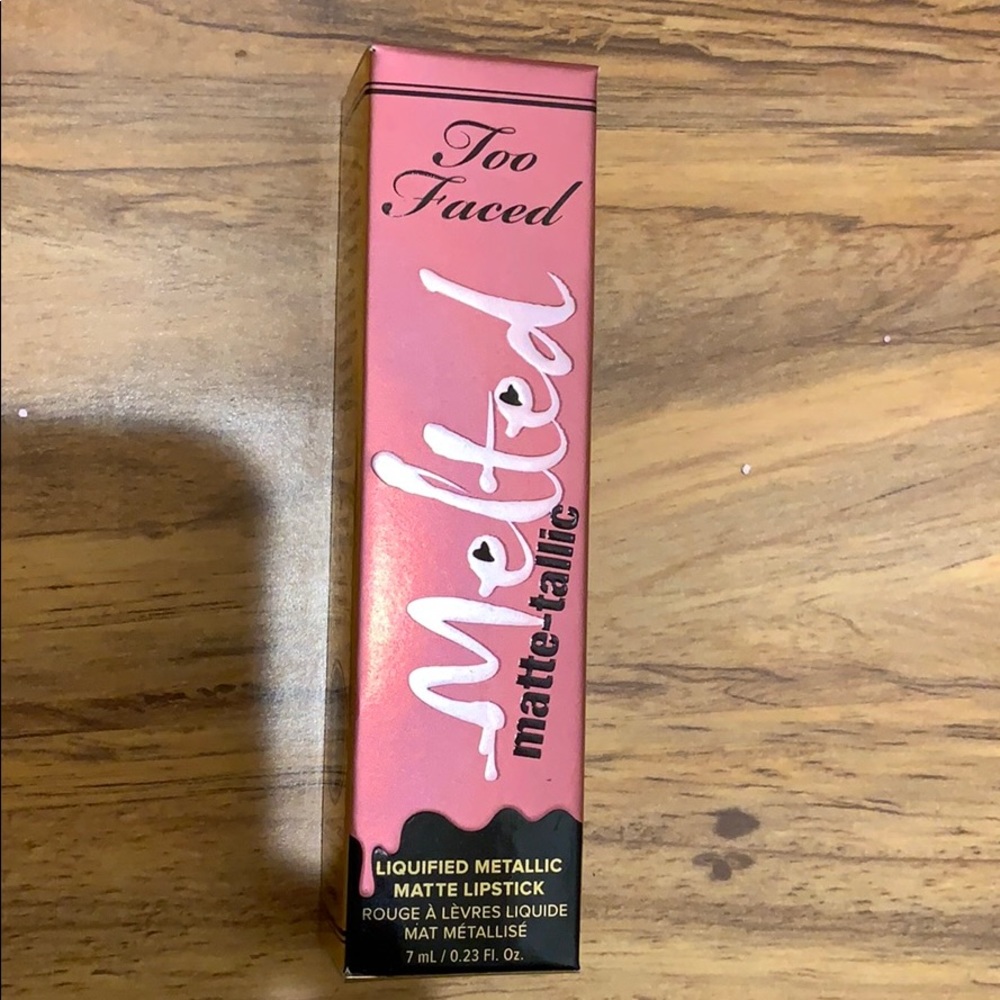 Too
Faced
Melted
matte-tallic
LIQUIFIED METALLIC
MATTE LIPSTICK
ROUGE À LÈVRES LIQUIDE
MAT MÉTALLISÉ
7 mL / 0.23 Fl. Oz.